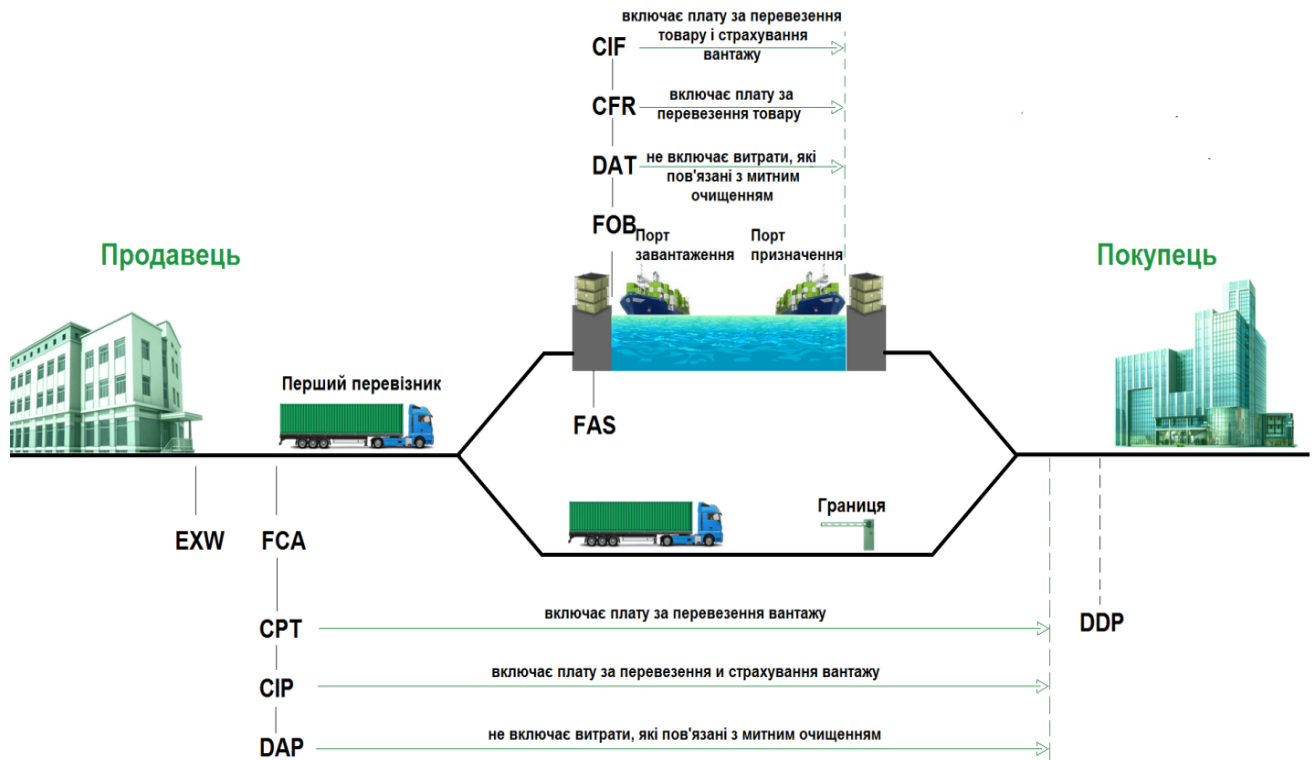 включає плату за перевезення
товару і страхування
вантажу
CIF
включає плату за
перевезення товару
CFR
не включає витрати, які
пов'язані з митним
очищенням
DAT
FOB
Порт
завантаження
Порт
призначення
Продавець
Покупець
Перший перевізник
FAS
Границя
EXW
FCA
включає плату за перевезення вантажу
CPT
DDP
включає плату за перевезення и страхування вантажу
CIP
не включає витрати, які пов'язані з митним очищенням
DAP